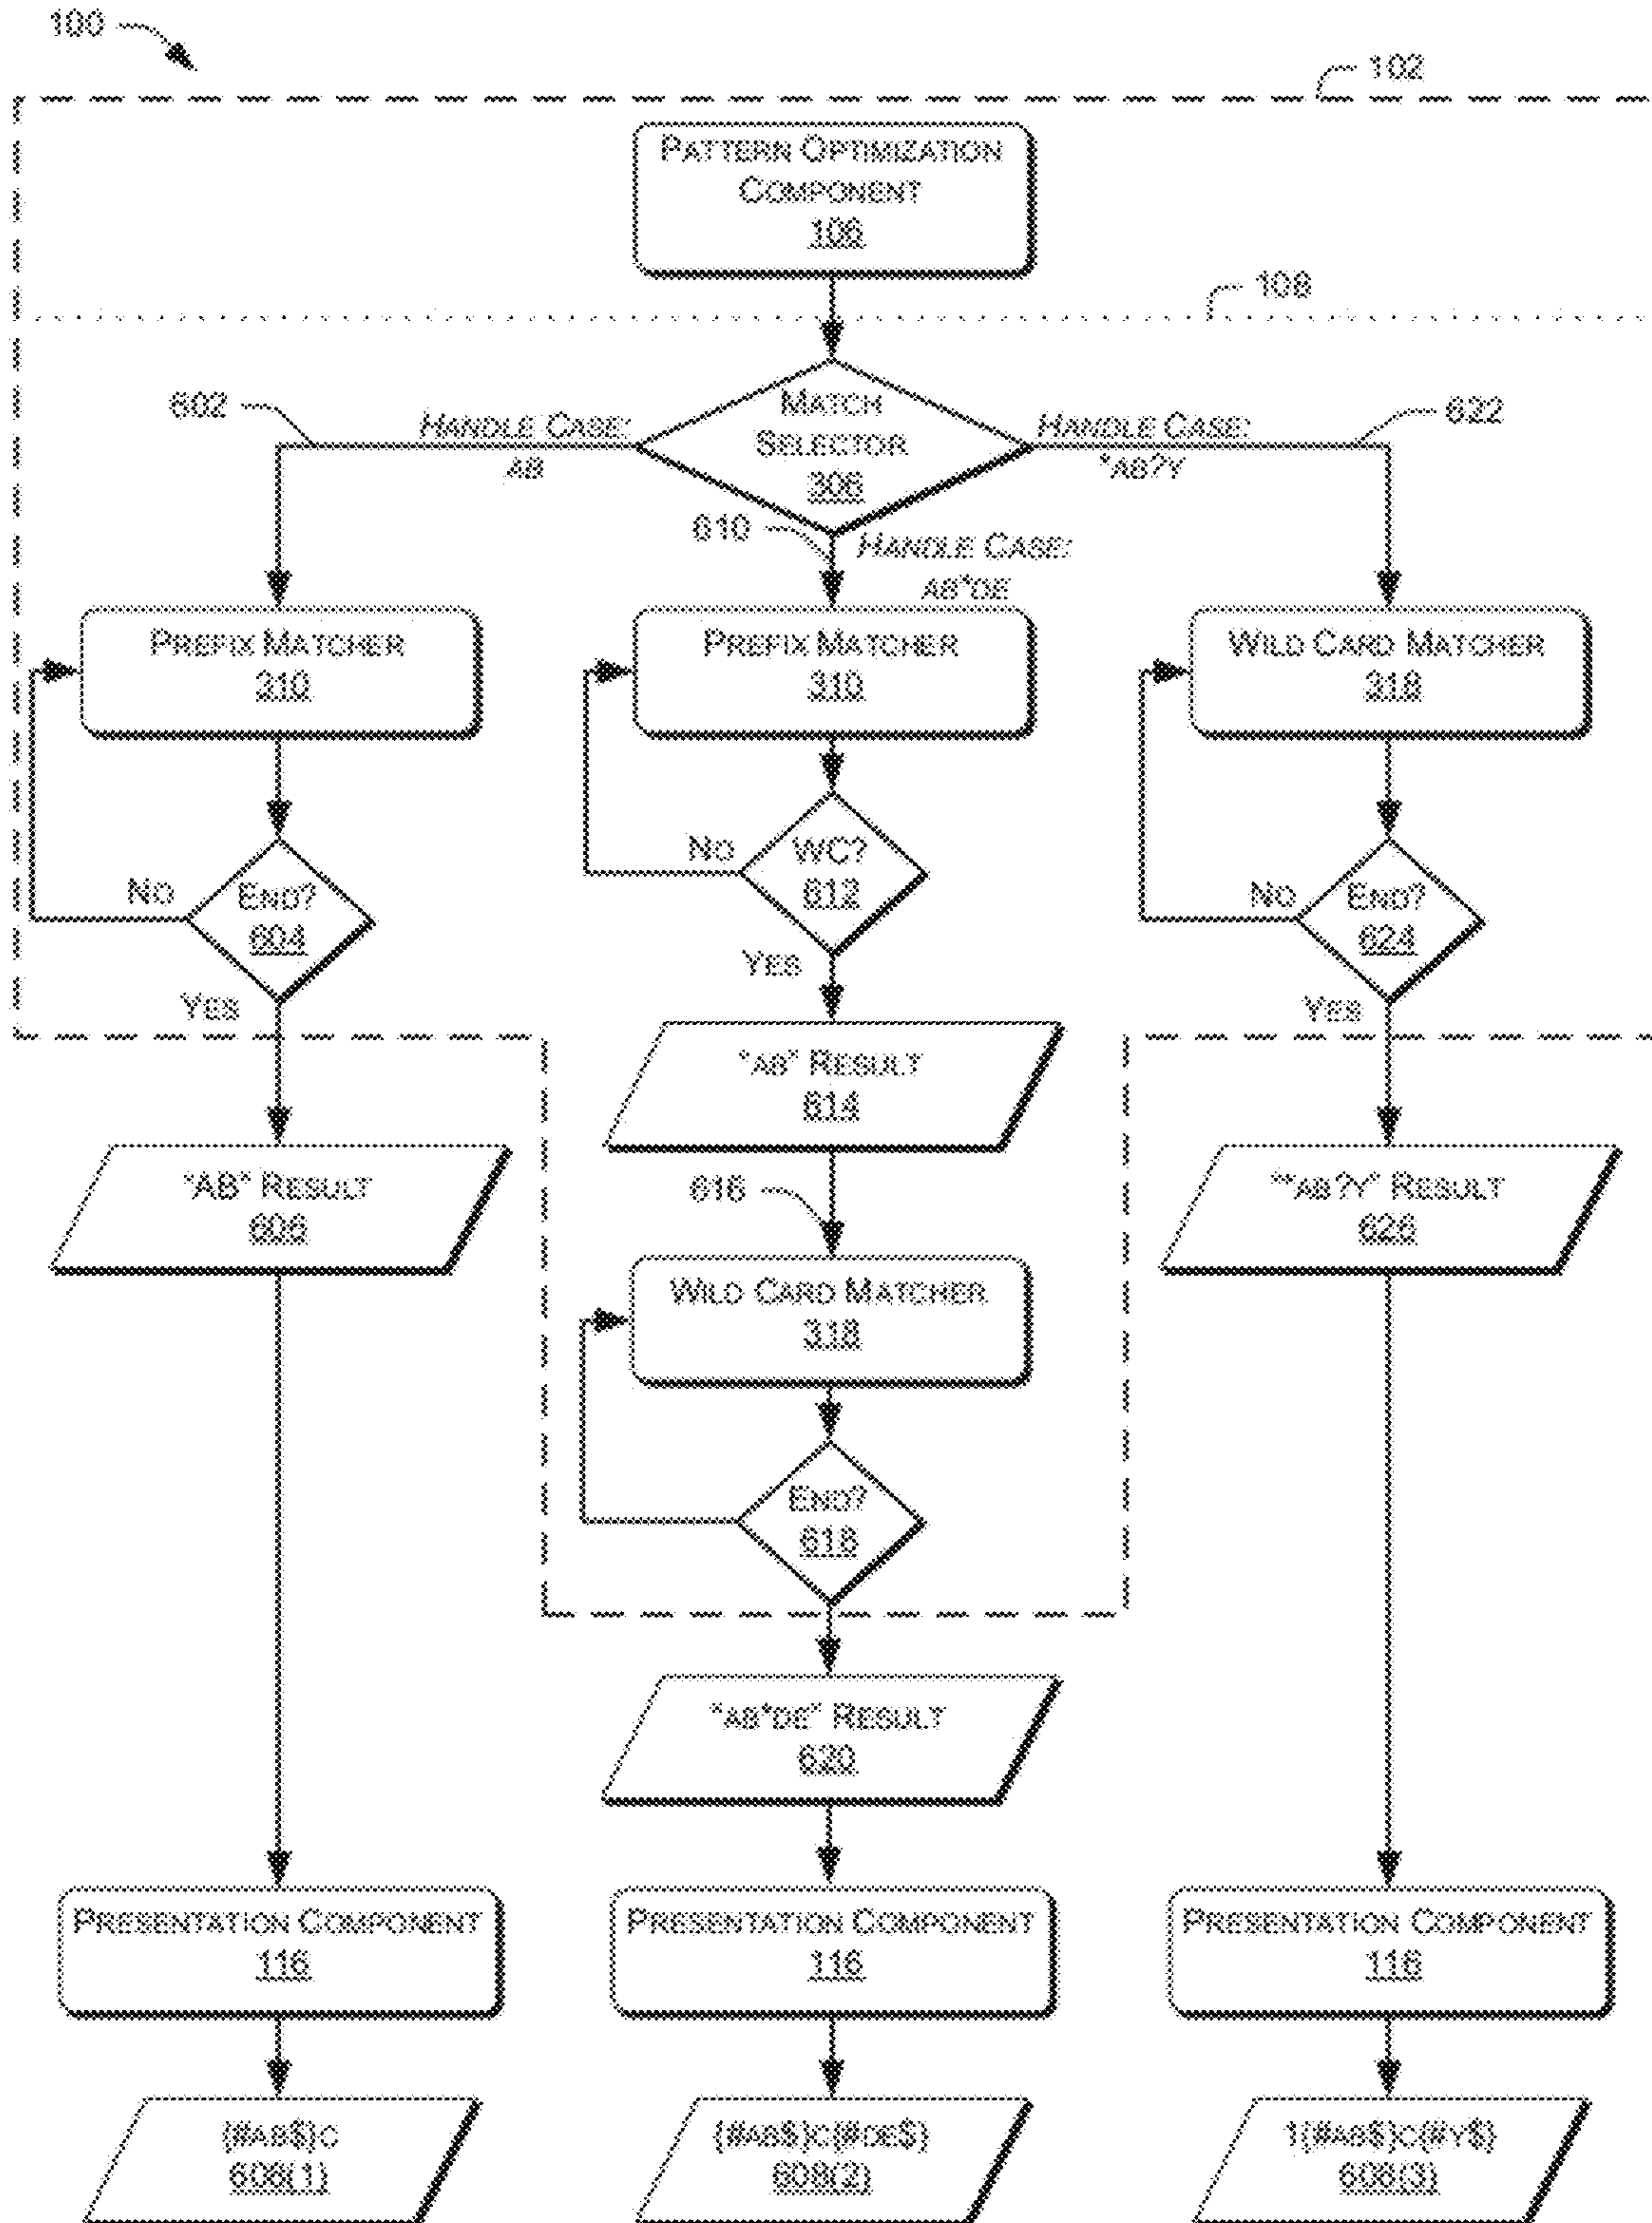 100
102
PATTERN OPTIMIZATION
COMPONENT
106
108
602
HANDLE CASE:
AB
MATCH
SELECTOR
306
HANDLE CASE:
*AB?Y
622
610
HANDLE CASE:
AB*DE
PREFIX MATCHER
310
PREFIX MATCHER
310
WILD CARD MATCHER
318
NO
END?
604
YES
NO
WC?
612
YES
NO
END?
624
YES
"AB" RESULT
614
"AB" RESULT
606
"*AB?Y" RESULT
626
616
WILD CARD MATCHER
318
END?
618
"AB*DE" RESULT
620
PRESENTATION COMPONENT
116
PRESENTATION COMPONENT
116
PRESENTATION COMPONENT
116
{#AB$}C
608(1)
{#AB$}C{#DE$}
608(2)
1{#AB$}C{#Y$}
608(3)